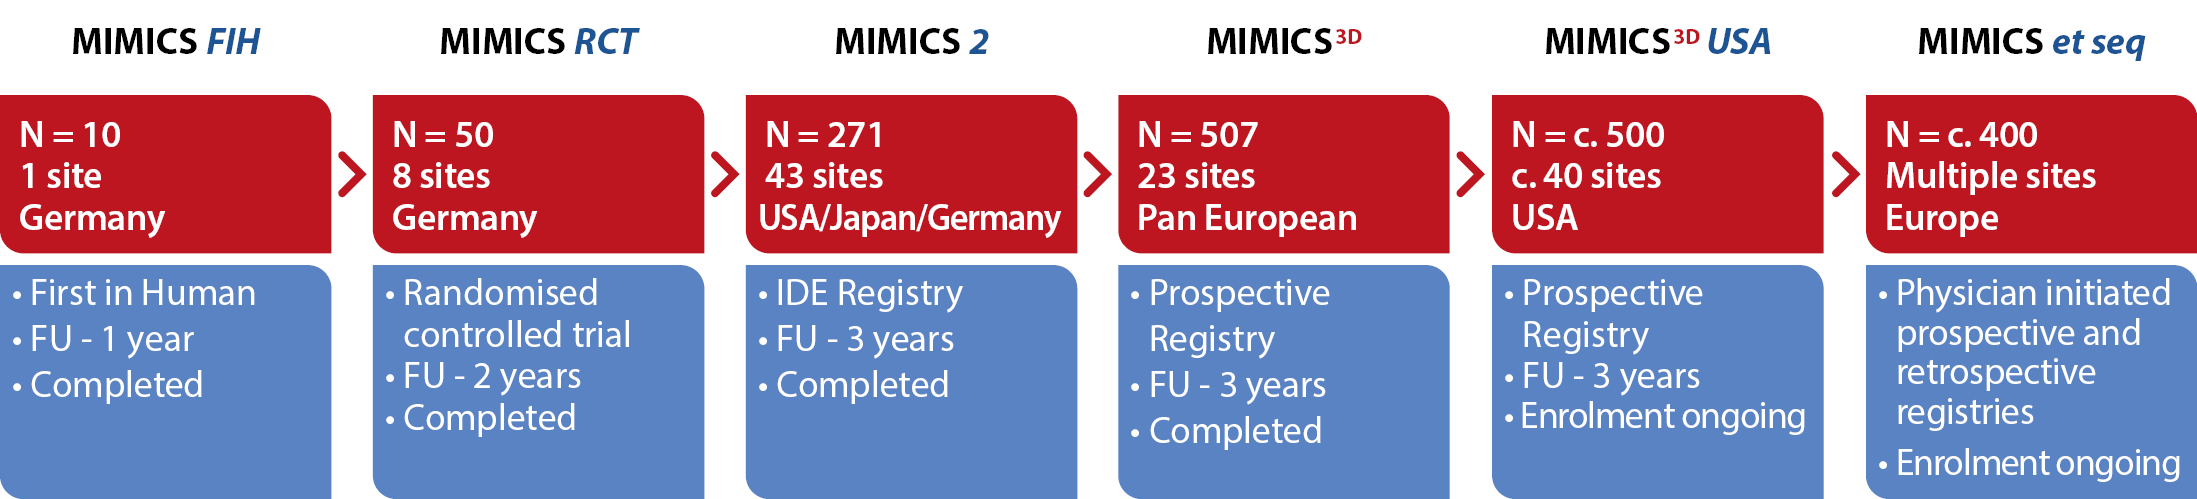 MIMICS FIH
N = 10
1 site
Germany
• First in Human
• FU - 1 year
• Completed
MIMICS RCT
N = 50
8 sites
Germany
• Randomised
controlled trial
• FU - 2 years
• Completed
MIMICS 2
N = 271
43 sites
USA/Japan/Germany
• IDE Registry
• FU - 3 years
• Completed
MIMICS 3D
N = 507
23 sites
Pan European
• Prospective
Registry
• FU - 3 years
• Completed
MIMICS 3D USA
N = c. 500
c. 40 sites
USA
• Prospective
Registry
• FU - 3 years
• Enrolment ongoing
MIMICS et seq
N = c. 400
Multiple sites
Europe
• Physician initiated
prospective and
retrospective
registries
• Enrolment ongoing